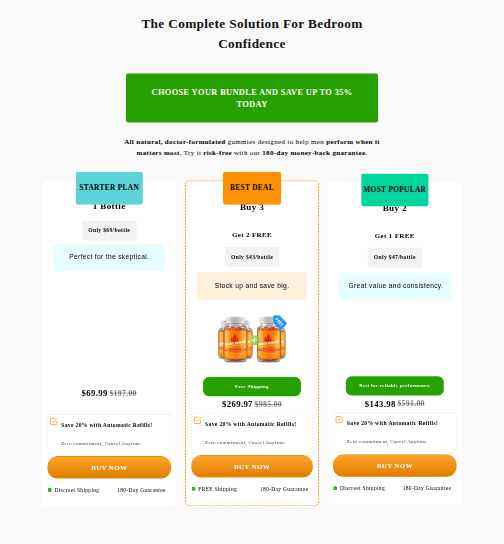 The Complete Solution For Bedroom
Confidence
CHOOSE YOUR BUNDLE AND SAVE UP TO 35%
TODAY
All natural, doctor-formulated gummies designed to help men perform when it
matters most. Try it risk-free with our 180-day money-back guarantee.
STARTER PLAN
1 Bottle
Only $69/bottle
Perfect for the skeptical.
$69.99 $197.00
Save 20% with Automatic Refills!
Zero commitment, Cancel Anytime
BUY NOW
Discreet Shipping 180-Day Guarantee
BEST DEAL
Buy 3
Get 2 FREE
Only $43/bottle
Stock up and save big.
FREE
Free Shipping
$269.97 $985.00
Save 20% with Automatic Refills!
Zero commitment, Cancel Anytime
BUY NOW
FREE Shipping 180-Day Guarantee
MOST POPULAR
Buy 2
Get 1 FREE
Only $47/bottle
Great value and consistency.
Best for reliable performance
$143.98 $591.00
Save 20% with Automatic Refills!
Zero commitment, Cancel Anytime
BUY NOW
Discreet Shipping 180-Day Guarantee